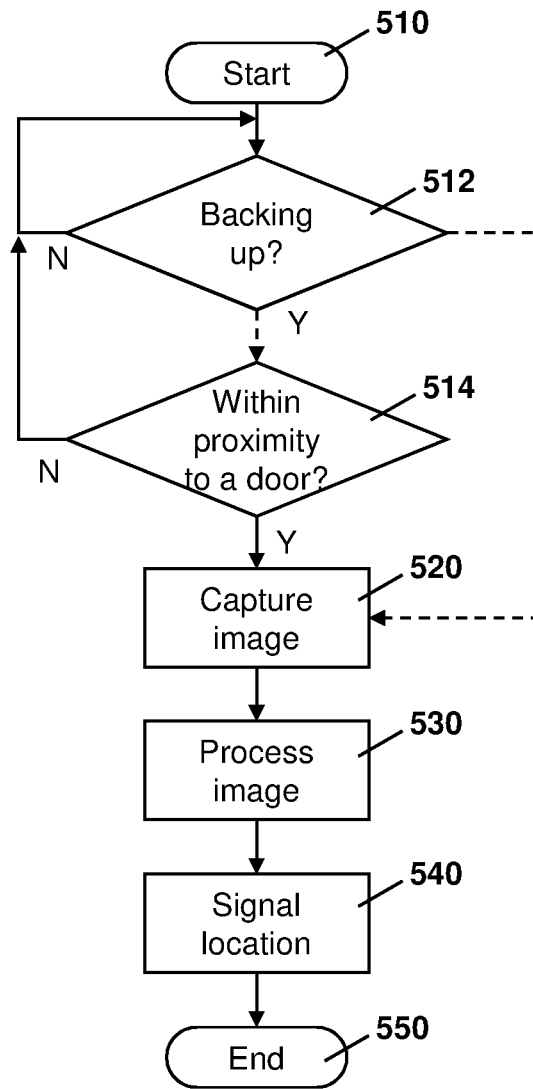 510
Start
512
Backing
up?
N
Y
514
Within
proximity
to a door?
N
Y
520
Capture
image
530
Process
image
540
Signal
location
550
End